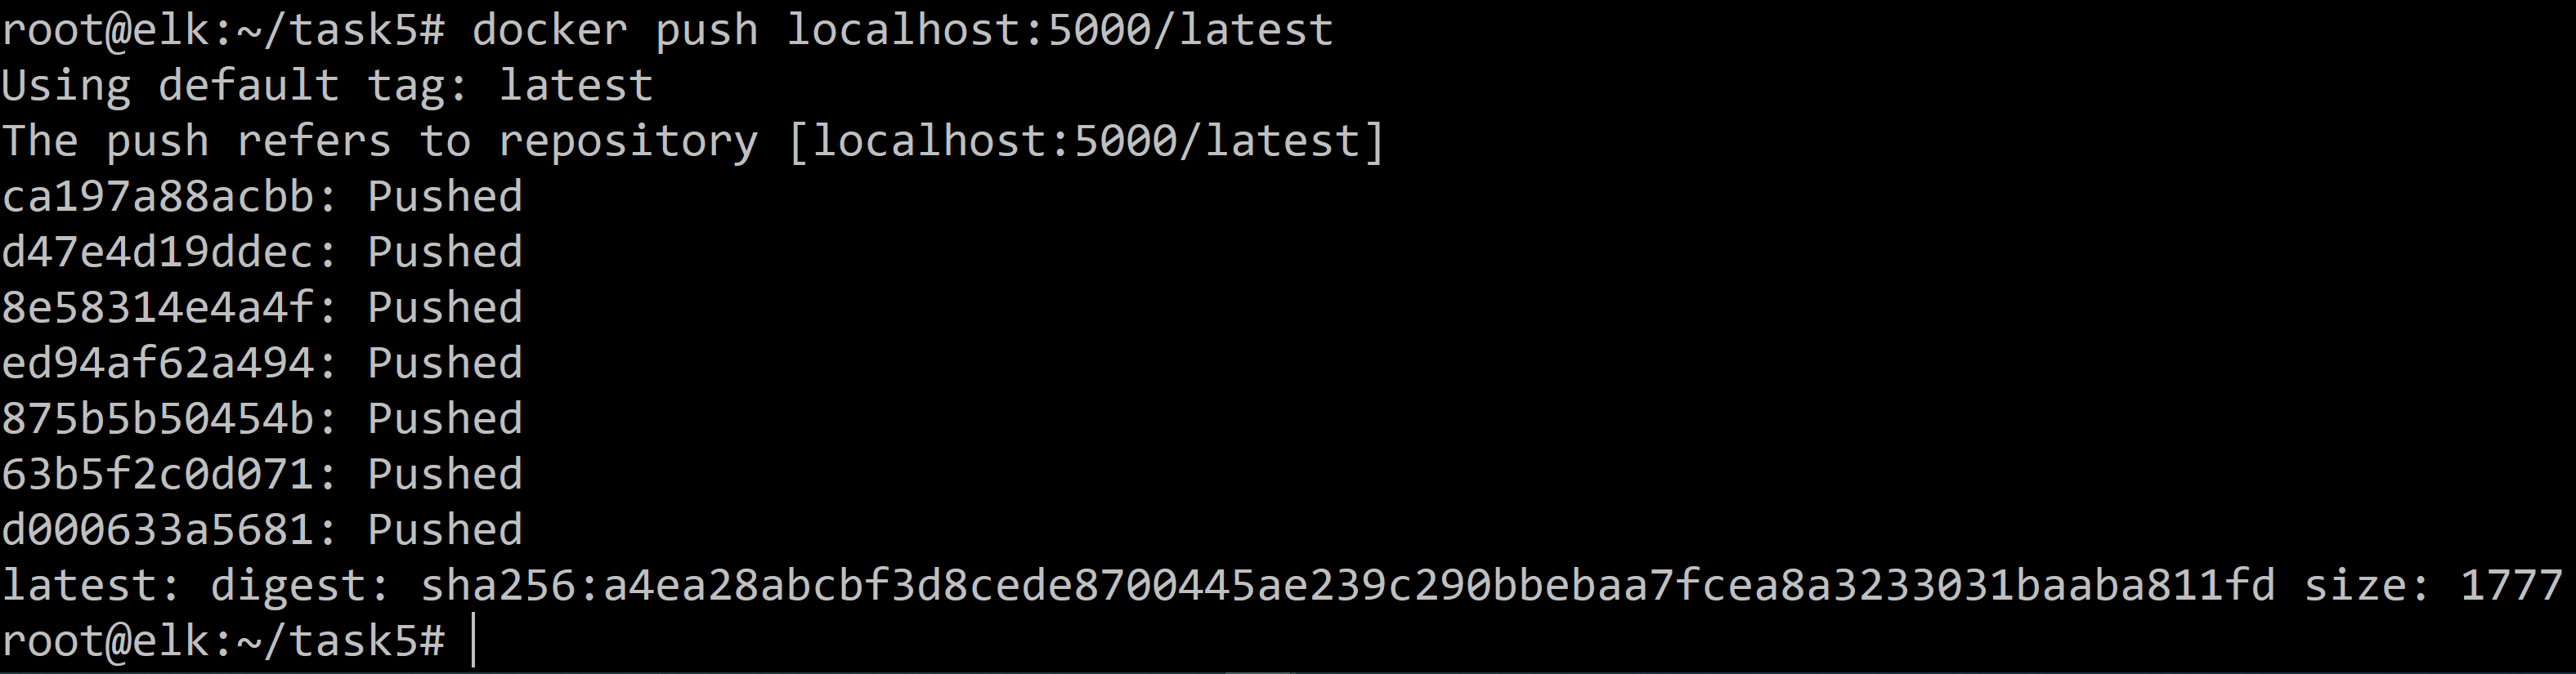 root@elk:~/task5# docker push localhost:5000/latest
Using default tag: latest
The push refers to repository [localhost:5000/latest]
ca197a88acbb: Pushed
d47e4d19ddec: Pushed
8e58314e4a4f: Pushed
ed94af62a494: Pushed
875b5b50454b: Pushed
63b5f2c0d071: Pushed
d000633a5681: Pushed
latest: digest: sha256:a4ea28abcbf3d8cede8700445ae239c290bbebaa7fcea8a3233031baaba811fd size: 1777
root@elk:~/task5#